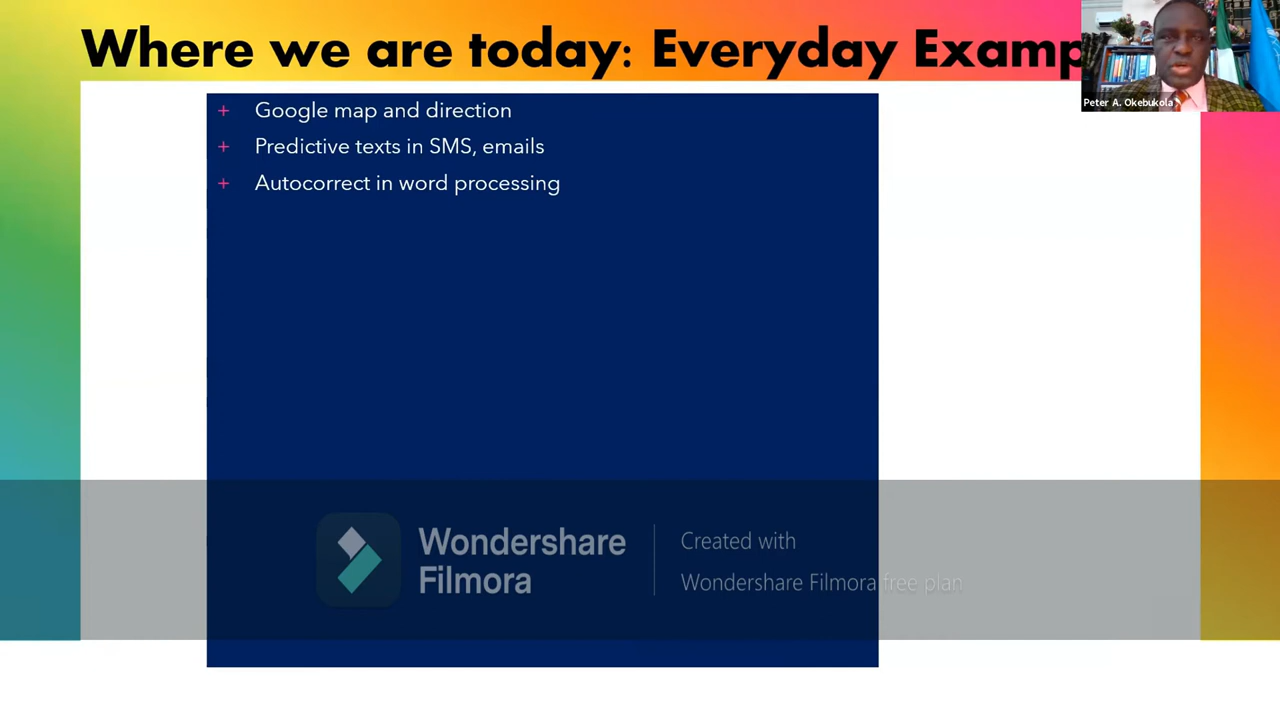 Where we are today: Everyday Examp
Peter A. Okebukola
+ Google map and direction
+ Predictive texts in SMS, emails
+ Autocorrect in word processing
Wondershare
Filmora
Created with
Wondershare Filmora free plan